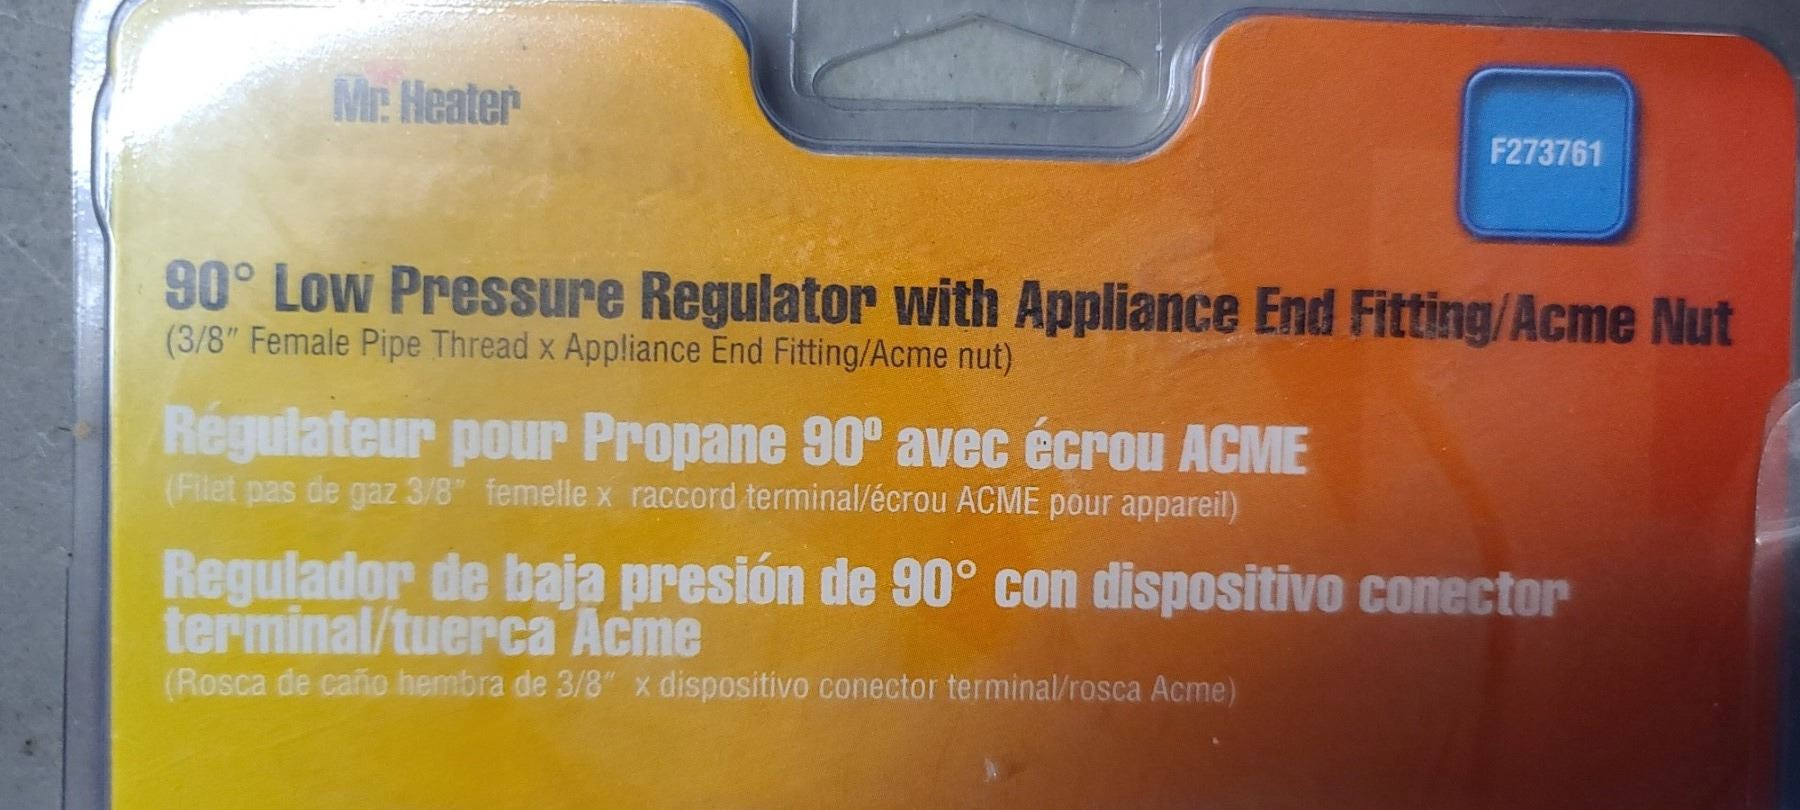 Mr. Heater
F273761
90° Low Pressure Regulator with Appliance End Fitting/Acme Nut
(3/8" Female Pipe Thread x Appliance End Fitting/Acme nut)
Régulateur pour Propane 90º avec écrou ACME
(Filet pas de gaz 3/8" femelle x raccord terminal/écrou ACME pour appareil)
Regulador de baja presión de 90° con dispositivo conector
terminal/tuerca Acme
(Rosca de caño hembra de 3/8" x dispositivo conector terminal/rosca Acme)